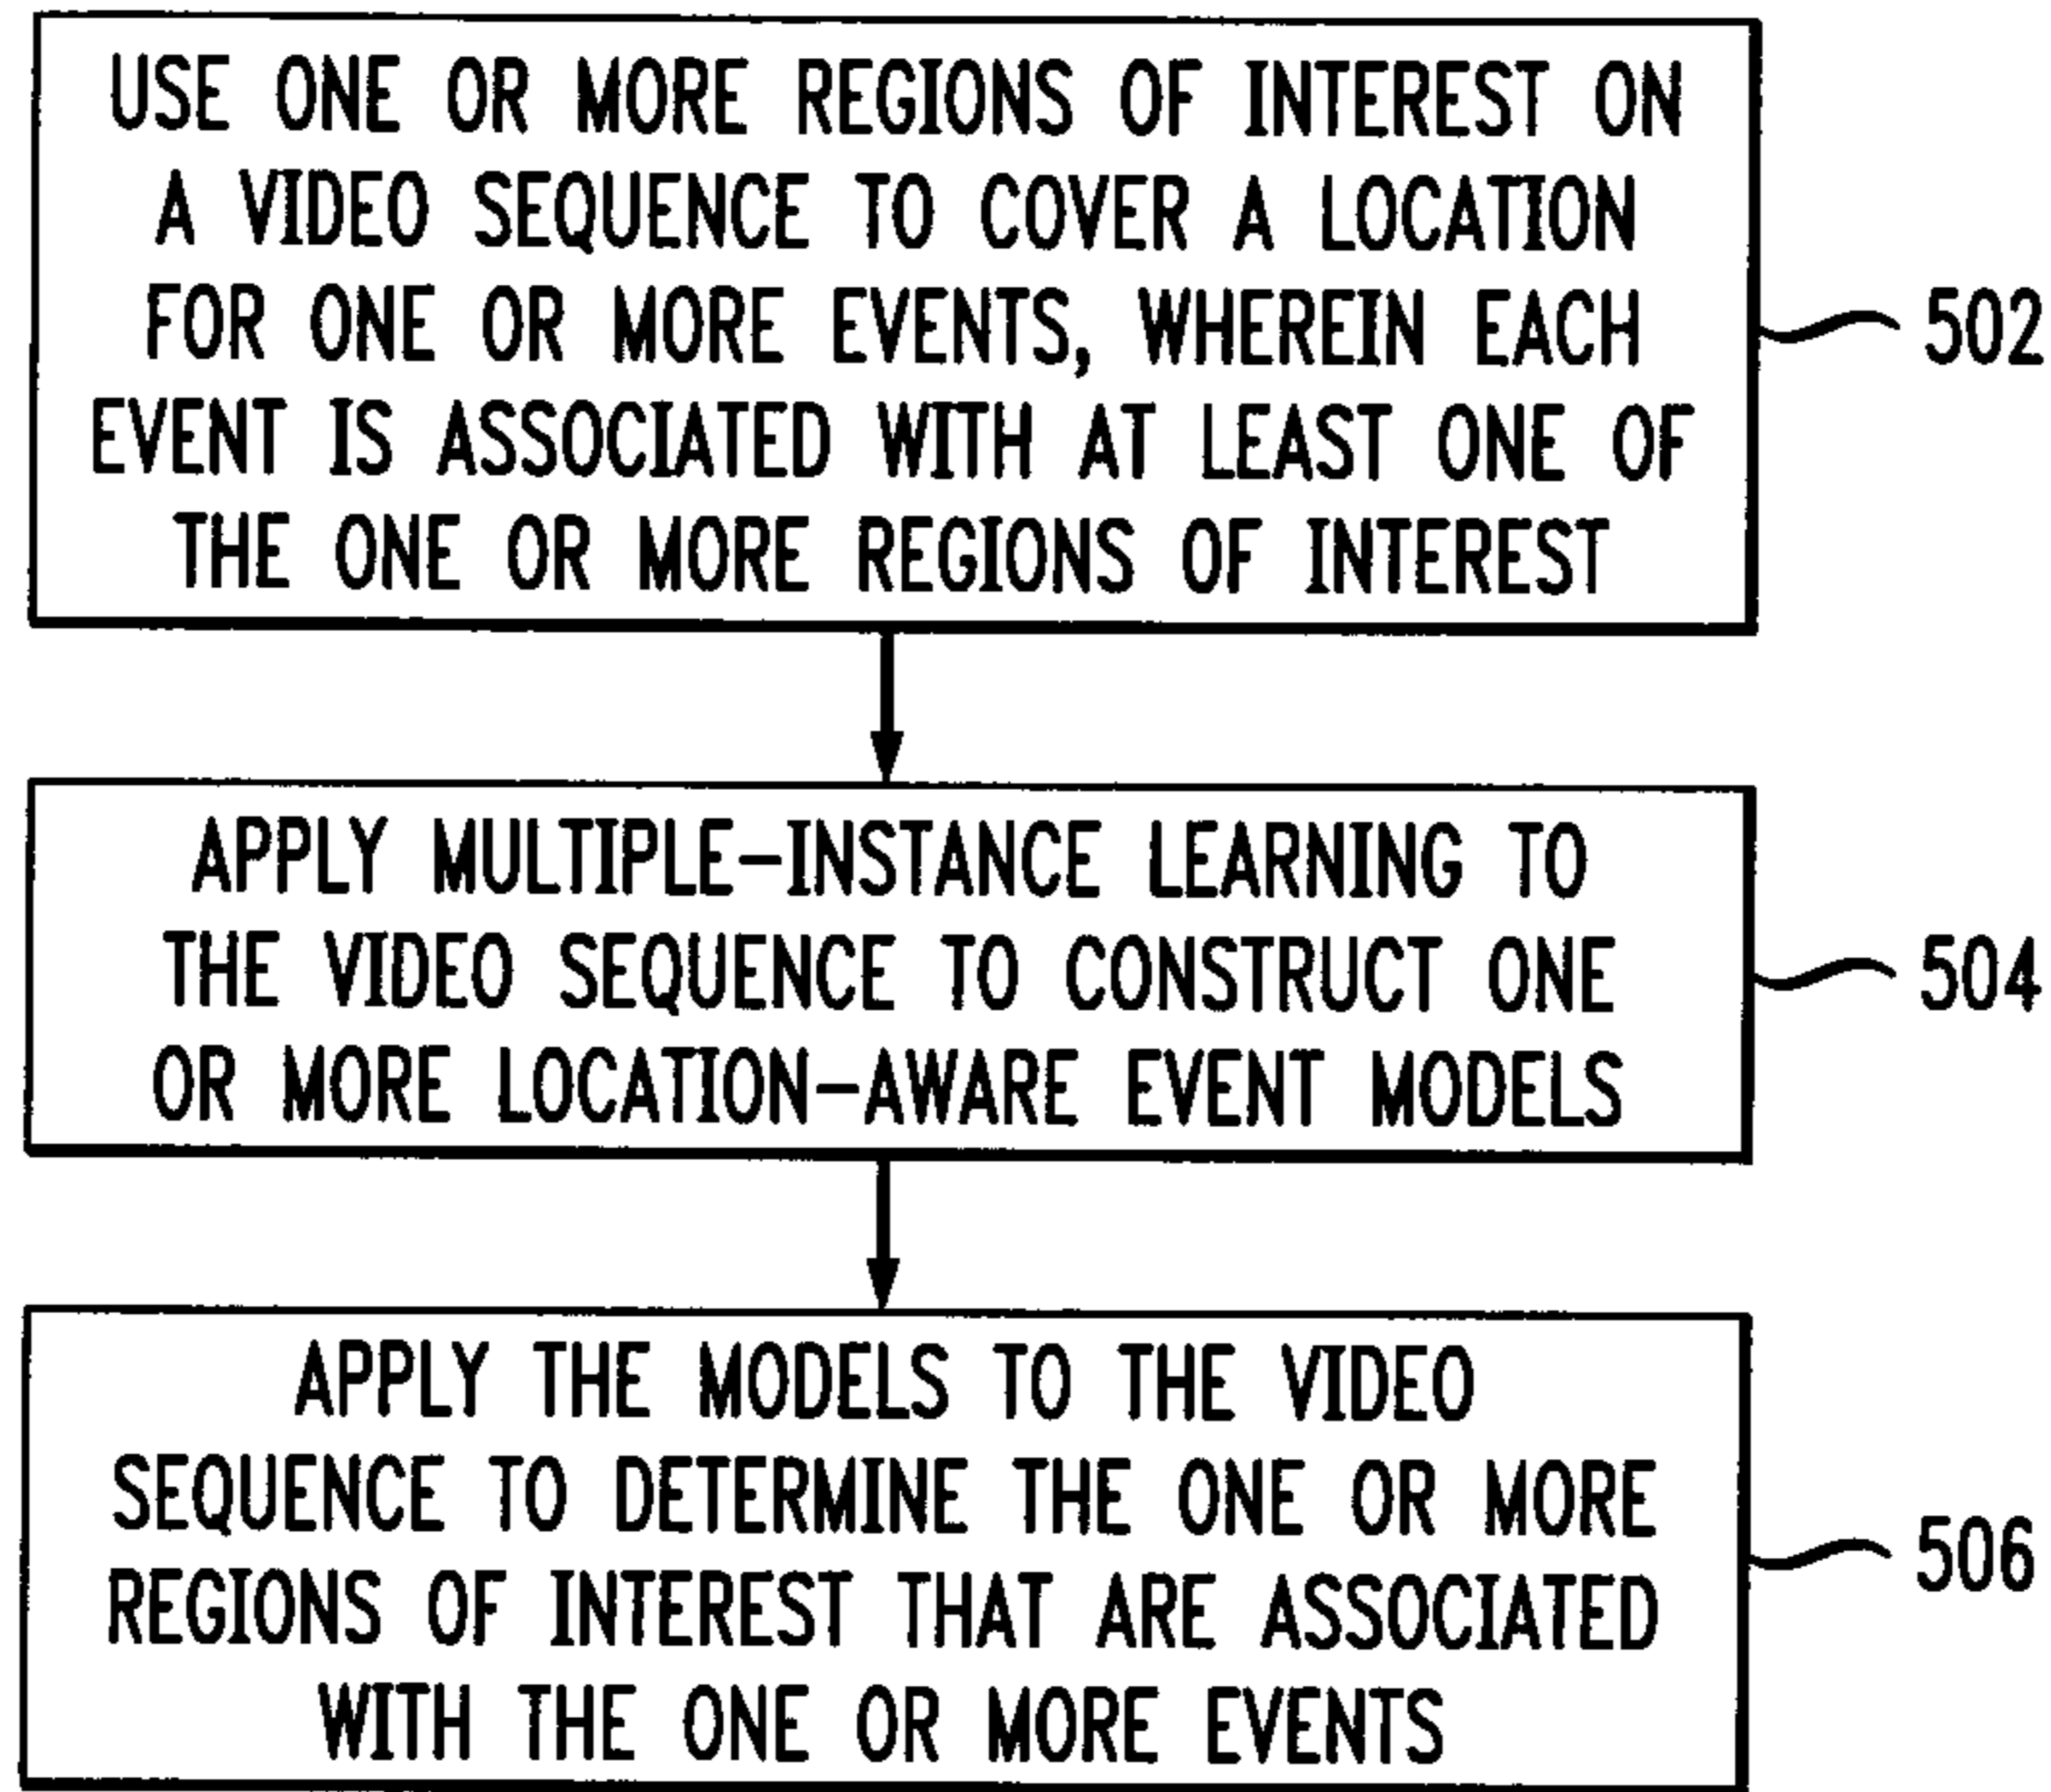 USE ONE OR MORE REGIONS OF INTEREST ON
A VIDEO SEQUENCE TO COVER A LOCATION
FOR ONE OR MORE EVENTS, WHEREIN EACH
EVENT IS ASSOCIATED WITH AT LEAST ONE OF
THE ONE OR MORE REGIONS OF INTEREST
502
APPLY MULTIPLE-INSTANCE LEARNING TO
THE VIDEO SEQUENCE TO CONSTRUCT ONE
OR MORE LOCATION-AWARE EVENT MODELS
504
APPLY THE MODELS TO THE VIDEO
SEQUENCE TO DETERMINE THE ONE OR MORE
REGIONS OF INTEREST THAT ARE ASSOCIATED
WITH THE ONE OR MORE EVENTS
506